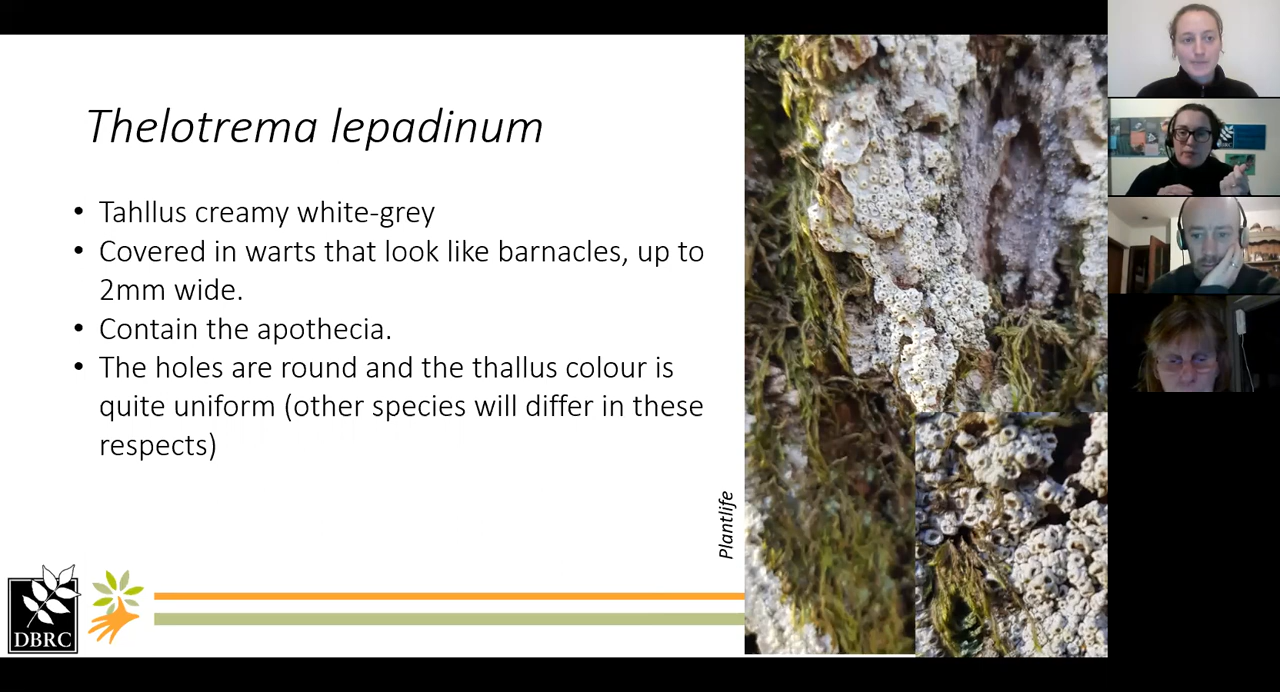 Thelotrema lepadinum
• Tahllus creamy white-grey
• Covered in warts that look like barnacles, up to
2mm wide.
• Contain the apothecia.
• The holes are round and the thallus colour is
quite uniform (other species will differ in these
respects)
Plantlife
DBRC
DBRC